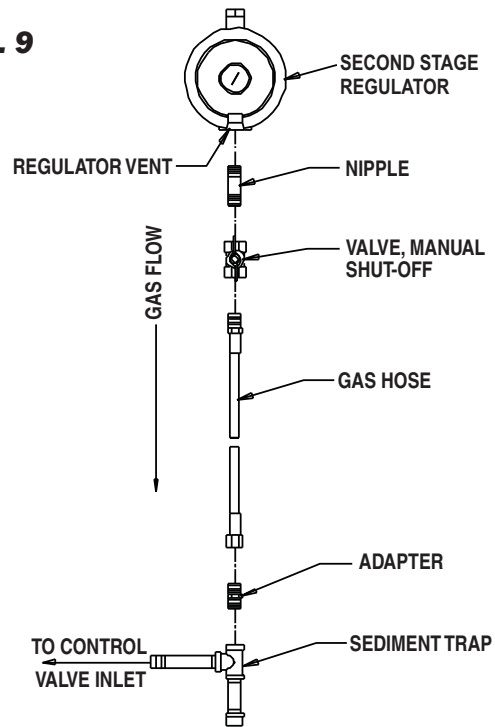 . 9
SECOND STAGE
REGULATOR
REGULATOR VENT
NIPPLE
VALVE, MANUAL
SHUT-OFF
GAS FLOW
GAS HOSE
ADAPTER
SEDIMENT TRAP
TO CONTROL
VALVE INLET